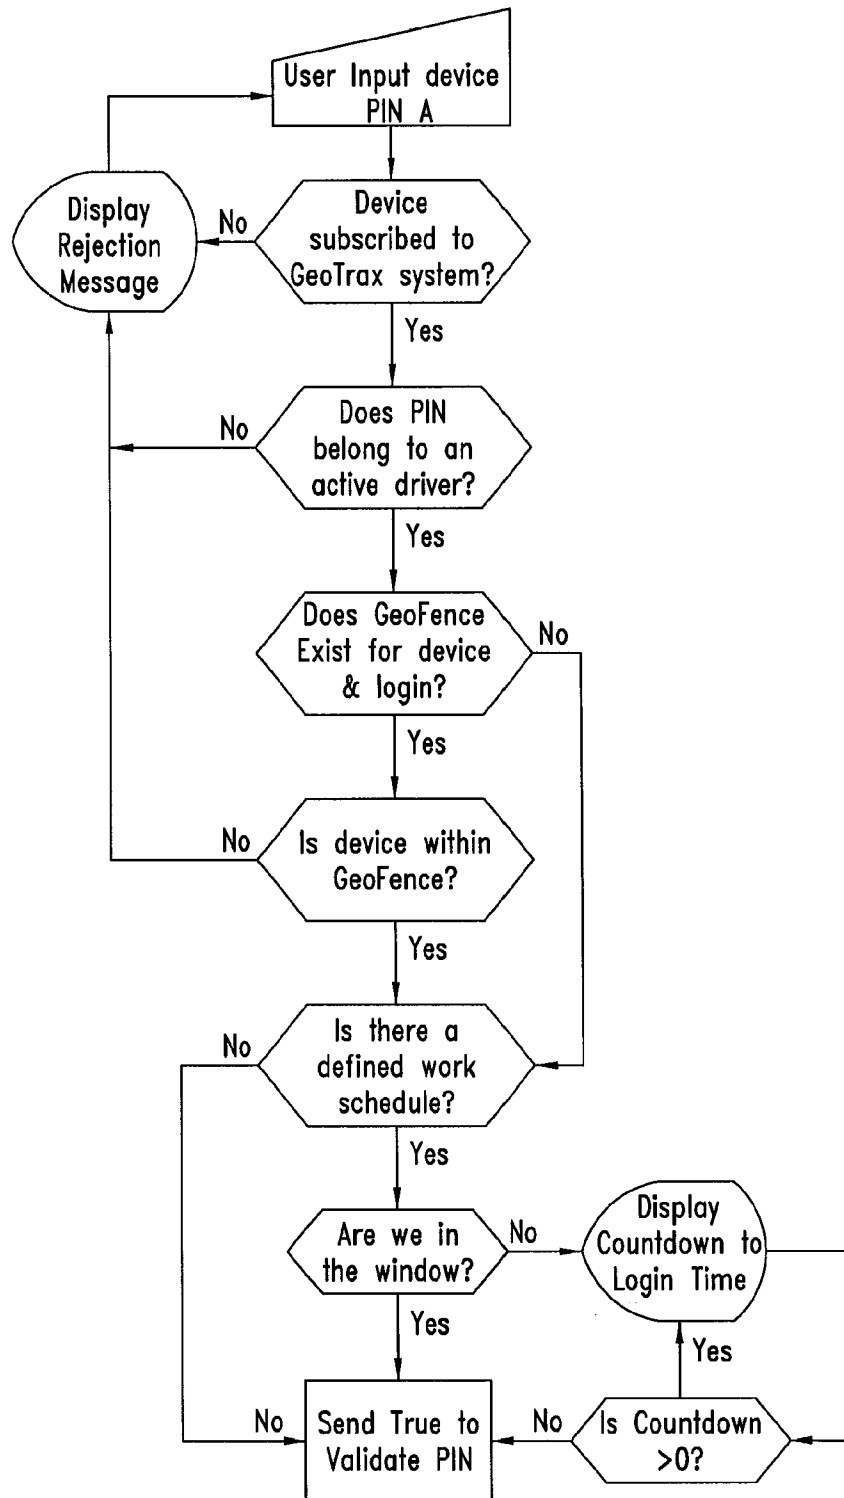 User Input device
PIN A
Display
Rejection
Message
No
Device
subscribed to
GeoTrax system?
Yes
No
Does PIN
belong to an
active driver?
Yes
Does GeoFence
Exist for device
& login?
No
Yes
No
Is device within
GeoFence?
Yes
No
Is there a
defined work
schedule?
Yes
Are we in
the window?
No
Display
Countdown to
Login Time
Yes
Yes
No
Send True to
Validate PIN
No
Is Countdown
>0?